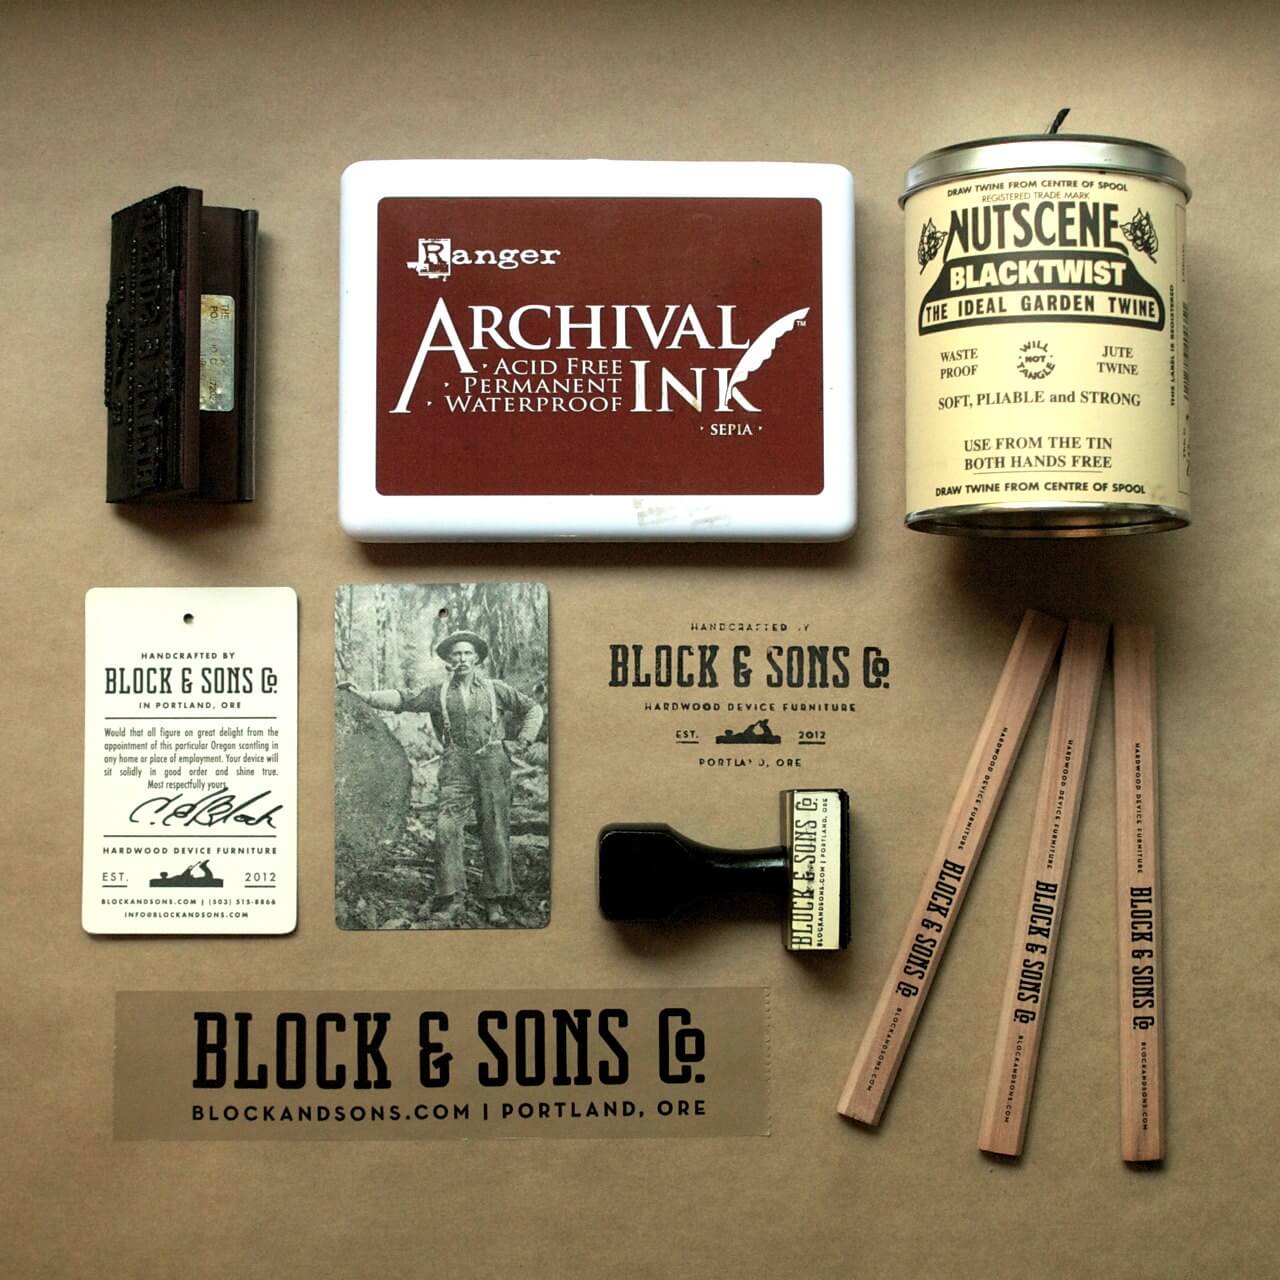 Ranger
ARCHIVAL
INK™
· ACID FREE
· PERMANENT
· WATERPROOF
· SEPIA ·
DRAW TWINE FROM CENTRE OF SPOOL
REGISTERED TRADE MARK
NUTSCENE
BLACKTWIST
THE IDEAL GARDEN TWINE
WASTE
PROOF
WILL
NOT
TANGLE
JUTE
TWINE
SOFT, PLIABLE and STRONG
USE FROM THE TIN
BOTH HANDS FREE
DRAW TWINE FROM CENTRE OF SPOOL
THIS LABEL IS REGISTERED
HANDCRAFTED BY
BLOCK & SONS Co.
IN PORTLAND, ORE
Would that all figure on great delight from the
appointment of this particular Oregon scantling in
any home or place of employment. Your device will
sit solidly in good order and shine true.
Most respectfully yours,
HARDWOOD DEVICE FURNITURE
EST. 2012
BLOCKANDSONS.COM | (503) 515-8866
INFO@BLOCKANDSONS.COM
HANDCRAFTED BY
BLOCK & SONS Co.
HARDWOOD DEVICE FURNITURE
EST. 2012
PORTLAND, ORE
BLOCK & SONS Co.
BLOCKANDSONS.COM | PORTLAND, ORE
HARDWOOD DEVICE FURNITURE BLOCK & SONS Co. BLOCKANDSONS.COM
HARDWOOD DEVICE FURNITURE BLOCK & SONS Co. BLOCKANDSONS.COM
HARDWOOD DEVICE FURNITURE BLOCK & SONS Co. BLOCKANDSONS.COM
BLOCK & SONS Co.
BLOCKANDSONS.COM | PORTLAND, ORE